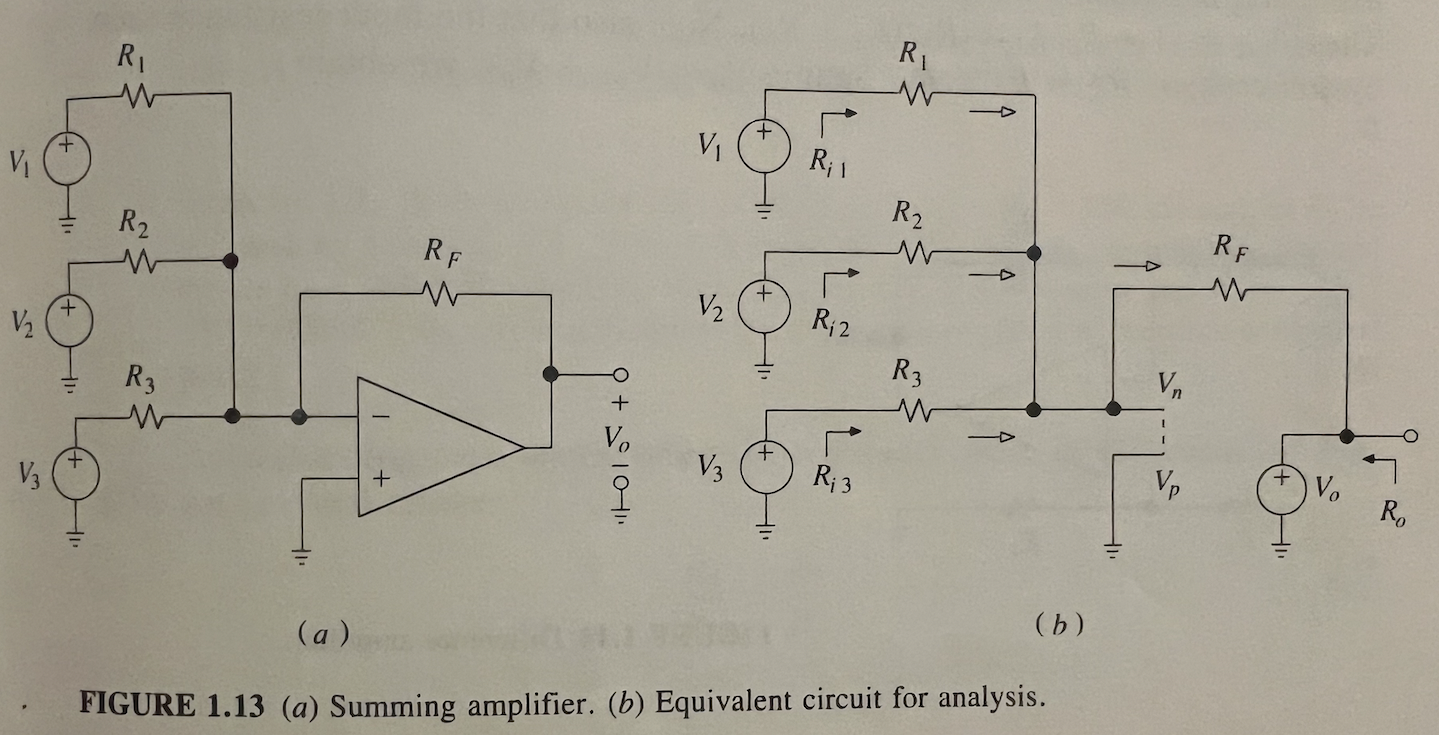 R1
V1
+
R2
V2
+
R3
V3
+
RF
−
+
+
Vo
−
(a)
R1
V1
+
Ri1
R2
V2
+
Ri2
R3
V3
+
Ri3
RF
Vn
Vp
+
Vo
Ro
(b)
FIGURE 1.13 (a) Summing amplifier. (b) Equivalent circuit for analysis.